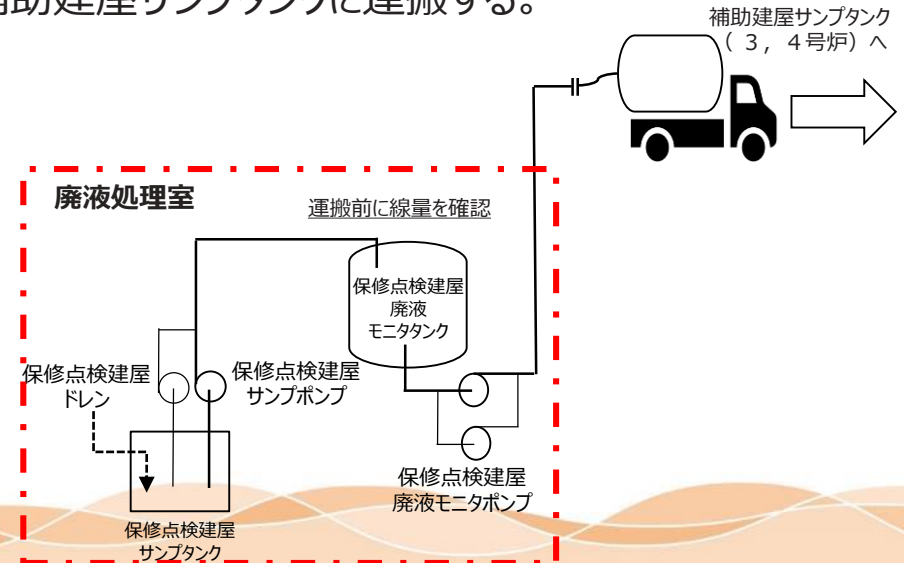 補助建屋サンプタンクに運搬する。
補助建屋サンプタンク
（ 3，4号炉）へ
廃液処理室
運搬前に線量を確認
保修点検建屋
廃液
モニタタンク
保修点検建屋
ドレン
保修点検建屋
サンプポンプ
保修点検建屋
廃液モニタポンプ
保修点検建屋
サンプタンク